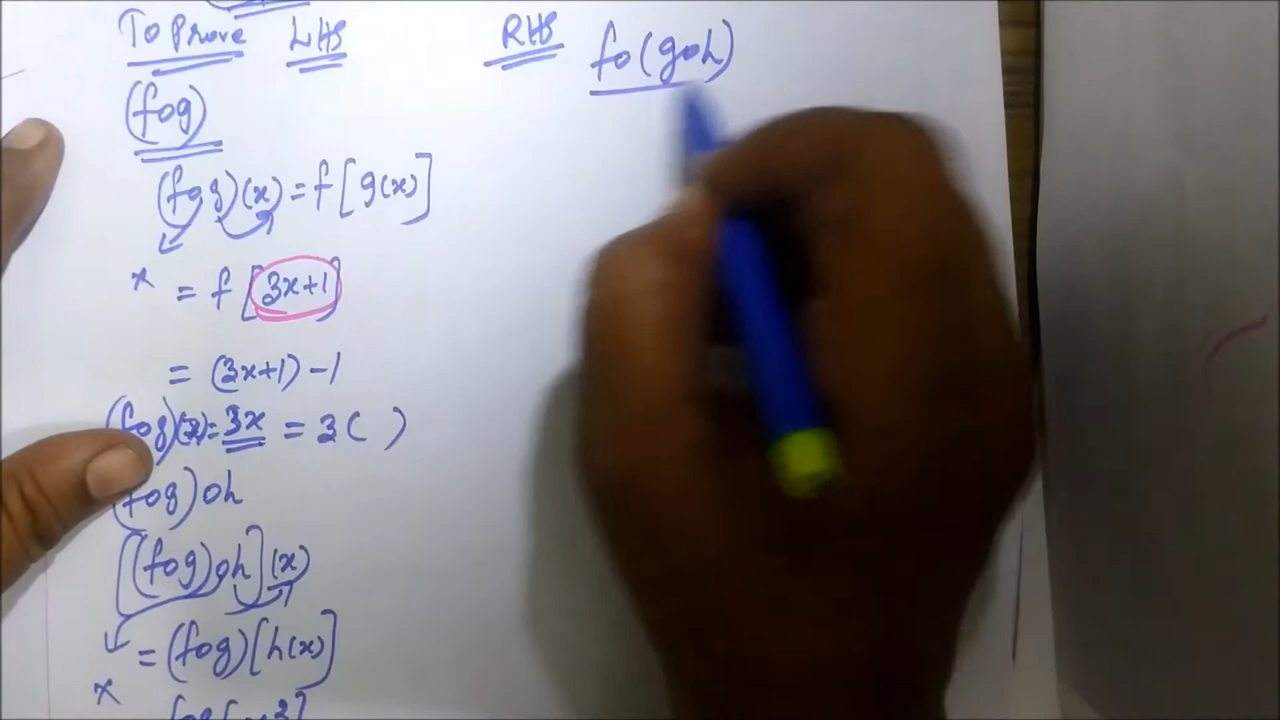 To Prove LHS RHS fo(goh)
(fog)
(fog)(x) = f[g(x)]
x = f[3x+1]
= (3x+1) - 1
(fog)(x) = 3x = 3( )
(fog)oh
[(fog)oh](x)
= (fog)[h(x)]
x